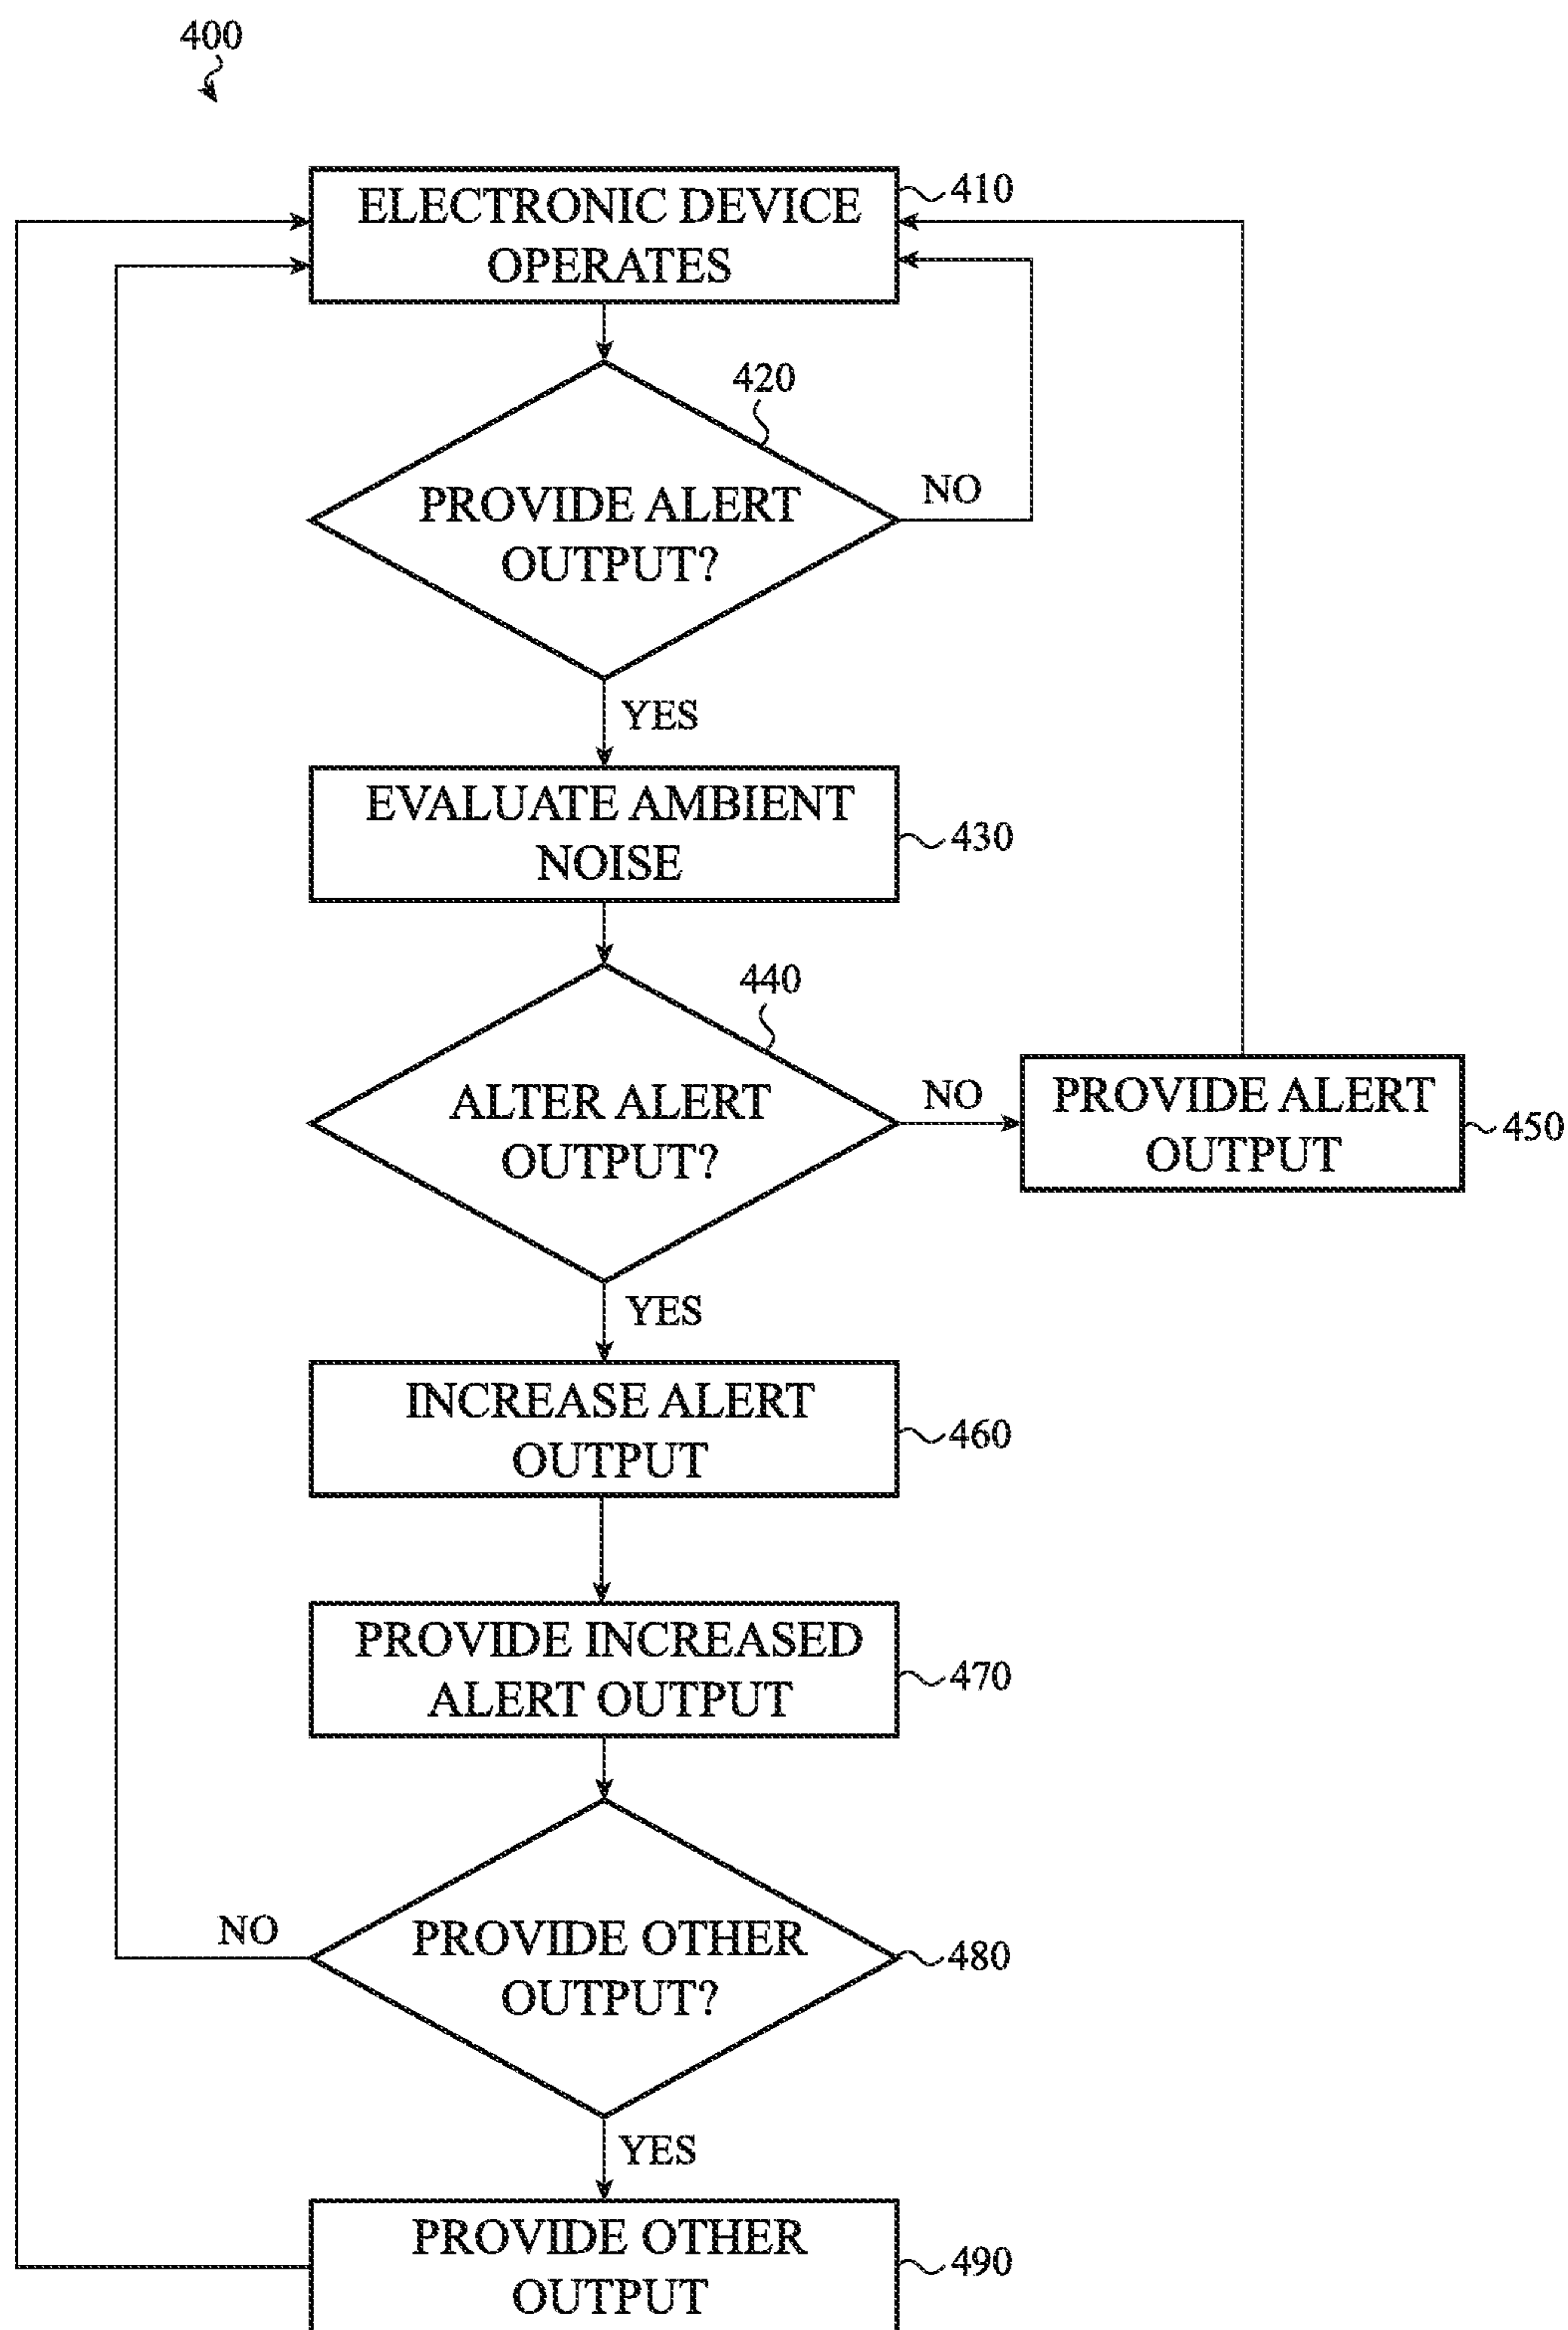 400
ELECTRONIC DEVICE
OPERATES
410
420
PROVIDE ALERT
OUTPUT?
NO
YES
EVALUATE AMBIENT
NOISE
430
440
ALTER ALERT
OUTPUT?
NO
PROVIDE ALERT
OUTPUT
450
YES
INCREASE ALERT
OUTPUT
460
PROVIDE INCREASED
ALERT OUTPUT
470
PROVIDE OTHER
OUTPUT?
NO
480
YES
PROVIDE OTHER
OUTPUT
490